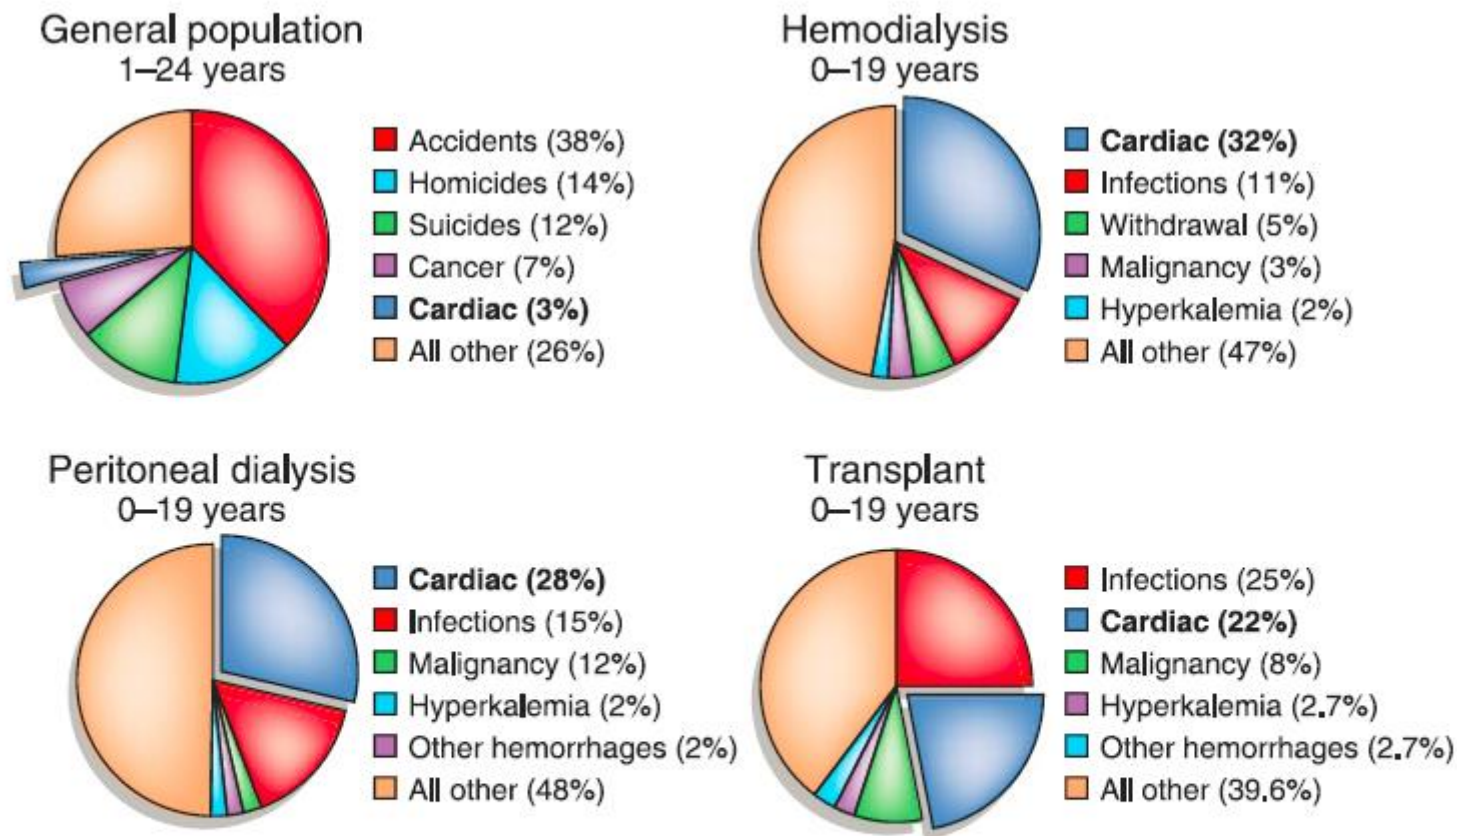 General population
1–24 years
Accidents (38%)
Homicides (14%)
Suicides (12%)
Cancer (7%)
Cardiac (3%)
All other (26%)
Hemodialysis
0–19 years
Cardiac (32%)
Infections (11%)
Withdrawal (5%)
Malignancy (3%)
Hyperkalemia (2%)
All other (47%)
Peritoneal dialysis
0–19 years
Cardiac (28%)
Infections (15%)
Malignancy (12%)
Hyperkalemia (2%)
Other hemorrhages (2%)
All other (48%)
Transplant
0–19 years
Infections (25%)
Cardiac (22%)
Malignancy (8%)
Hyperkalemia (2.7%)
Other hemorrhages (2.7%)
All other (39.6%)